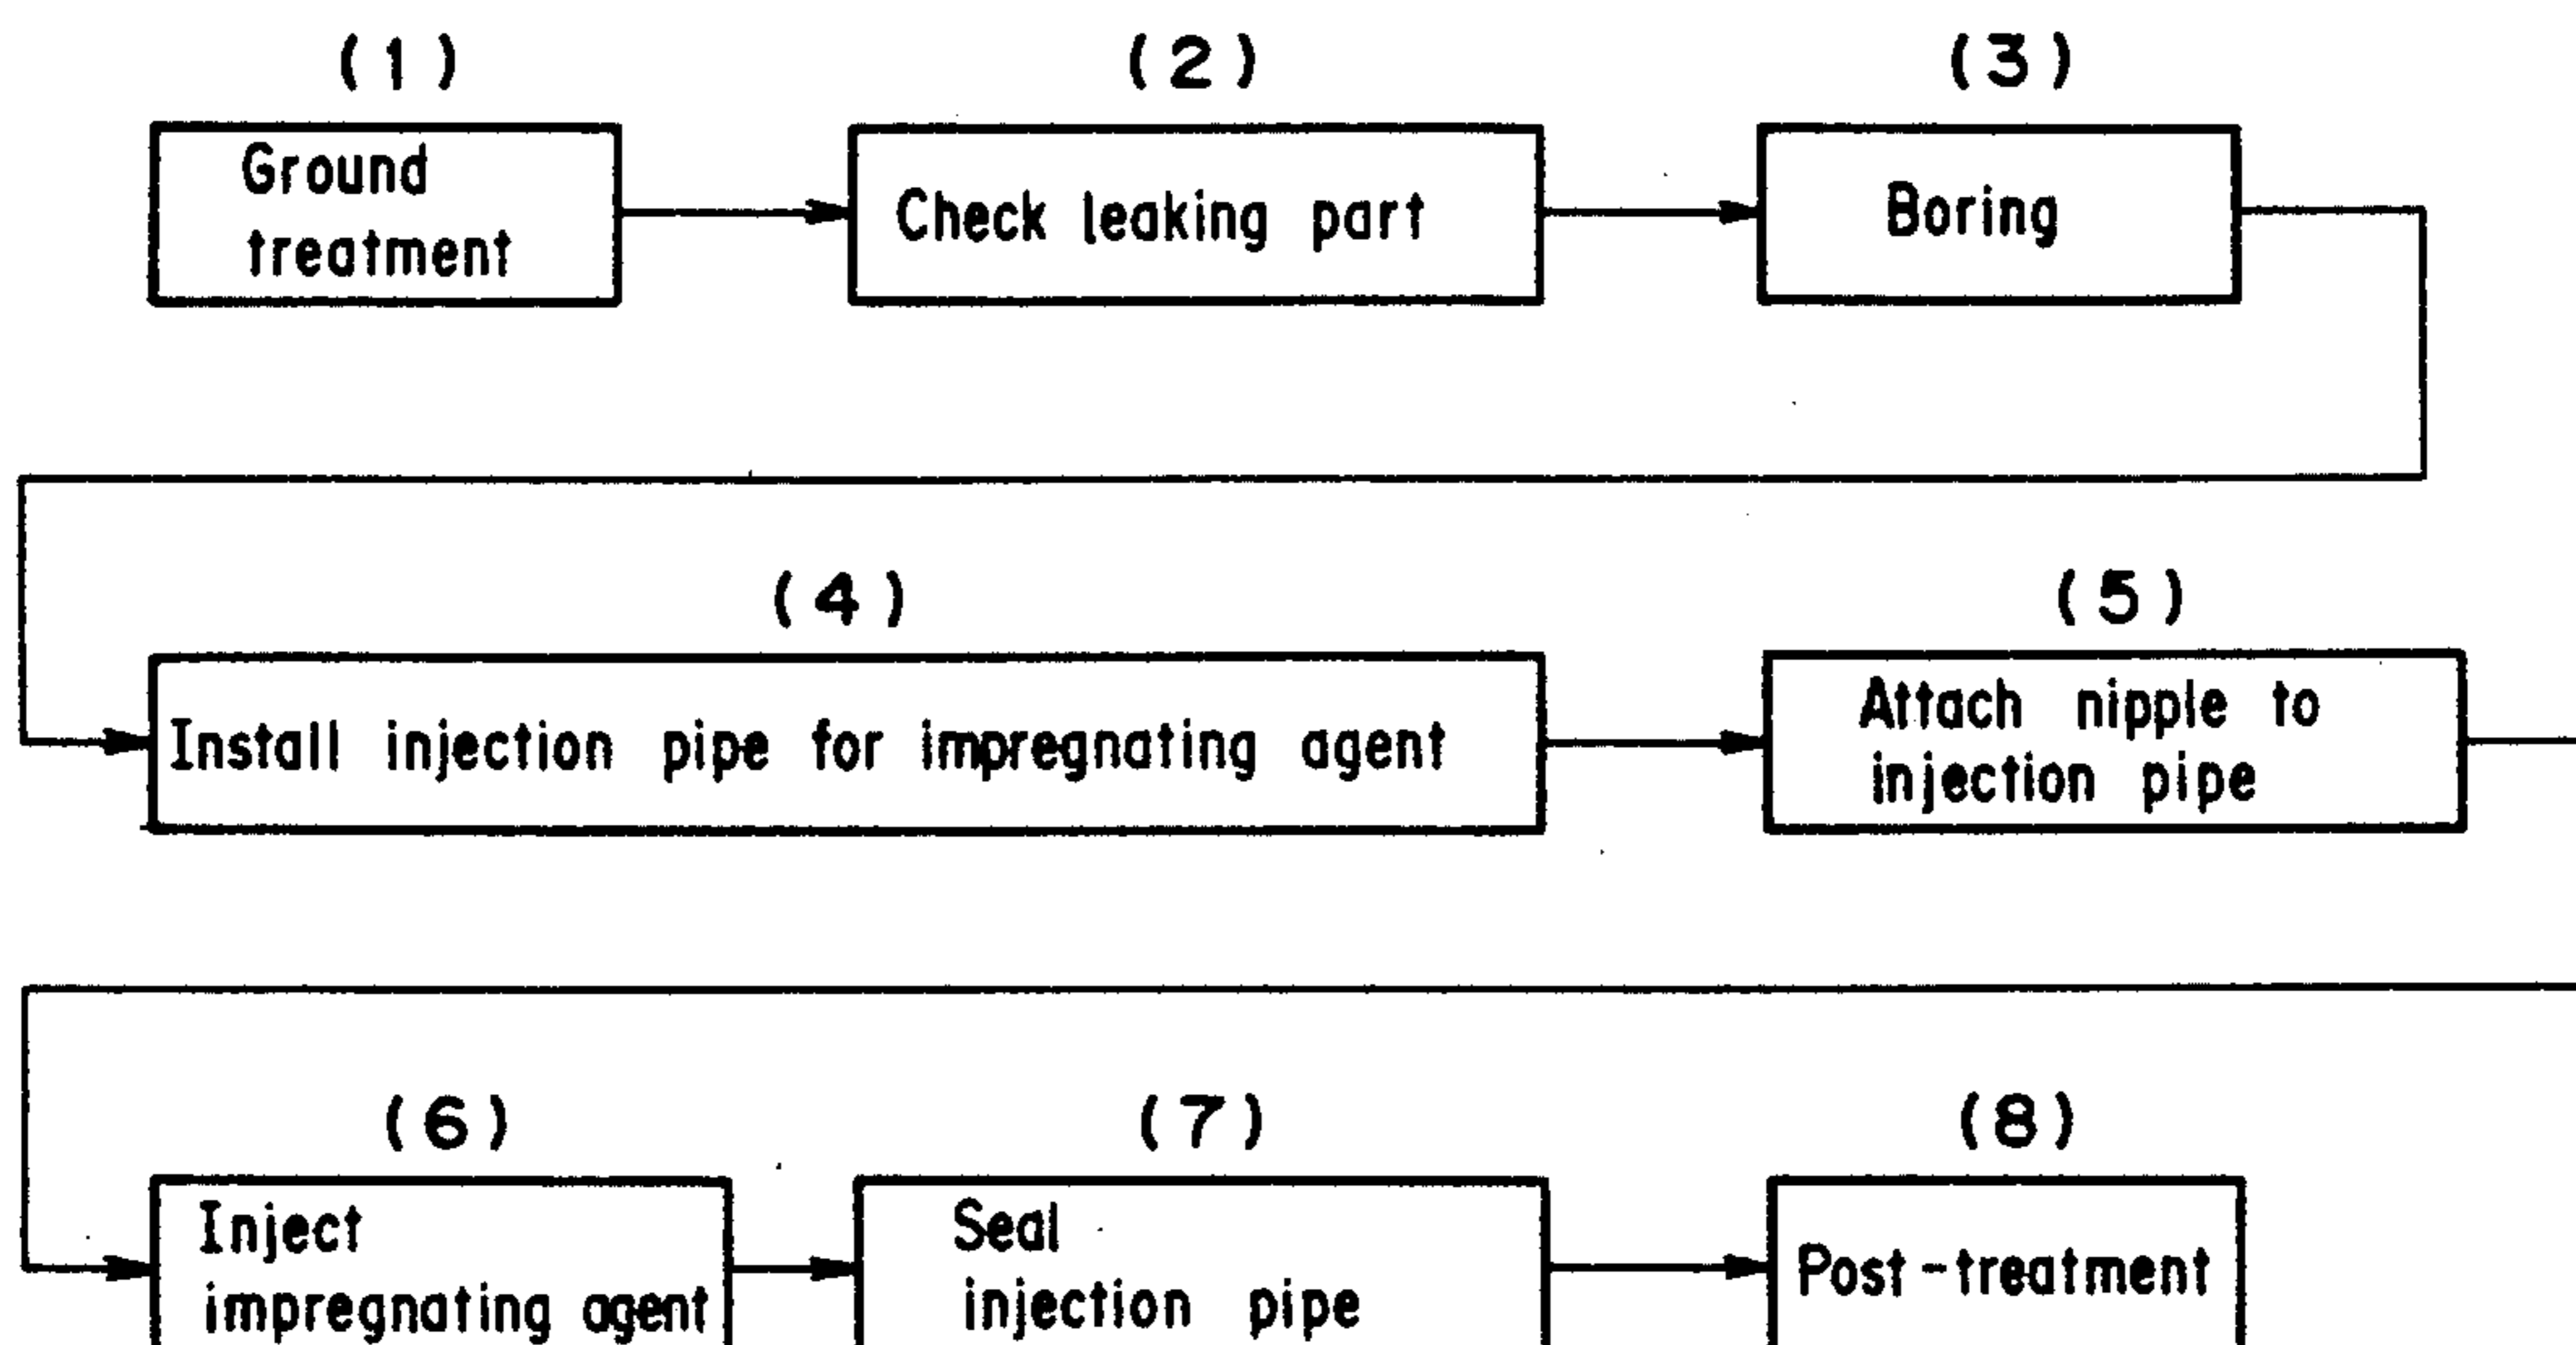 (1)
Ground
treatment
(2)
Check leaking part
(3)
Boring
(4)
Install injection pipe for impregnating agent
(5)
Attach nipple to
injection pipe
(6)
Inject
impregnating agent
(7)
Seal
injection pipe
(8)
Post-treatment